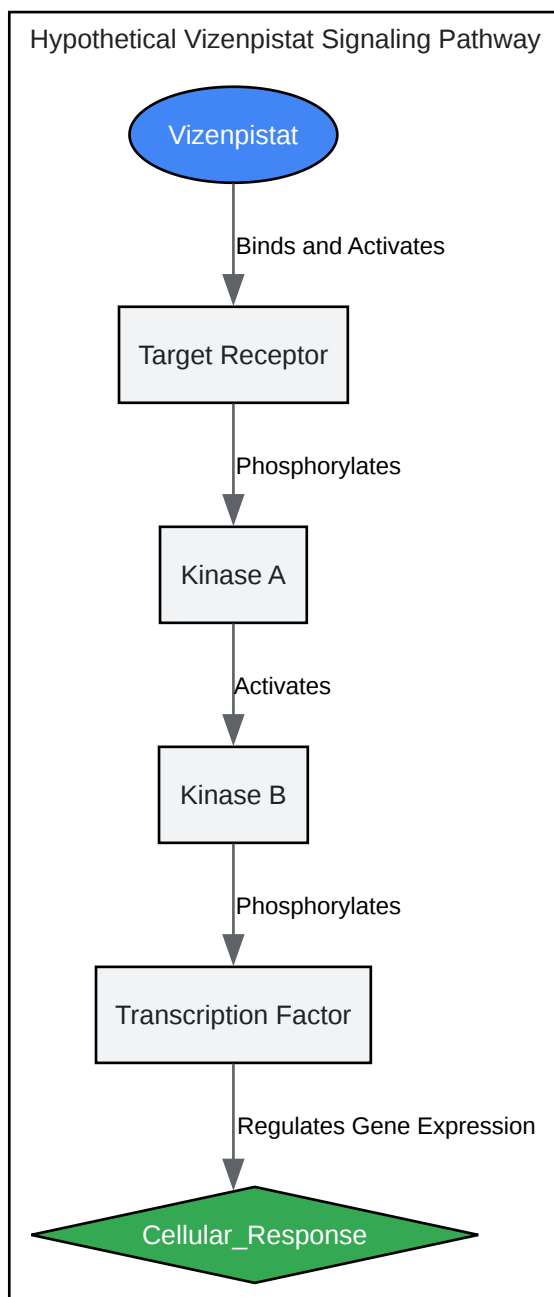 Hypothetical Vizenpistat Signaling Pathway
Vizenpistat
Binds and Activates
Target Receptor
Phosphorylates
Kinase A
Activates
Kinase B
Phosphorylates
Transcription Factor
Regulates Gene Expression
Cellular_Response